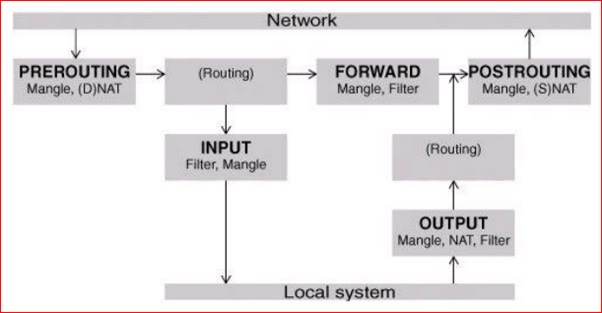 Network
PREROUTING
Mangle, (D)NAT
(Routing)
FORWARD
Mangle, Filter
POSTROUTING
Mangle, (S)NAT
INPUT
Filter, Mangle
(Routing)
OUTPUT
Mangle, NAT, Filter
Local system